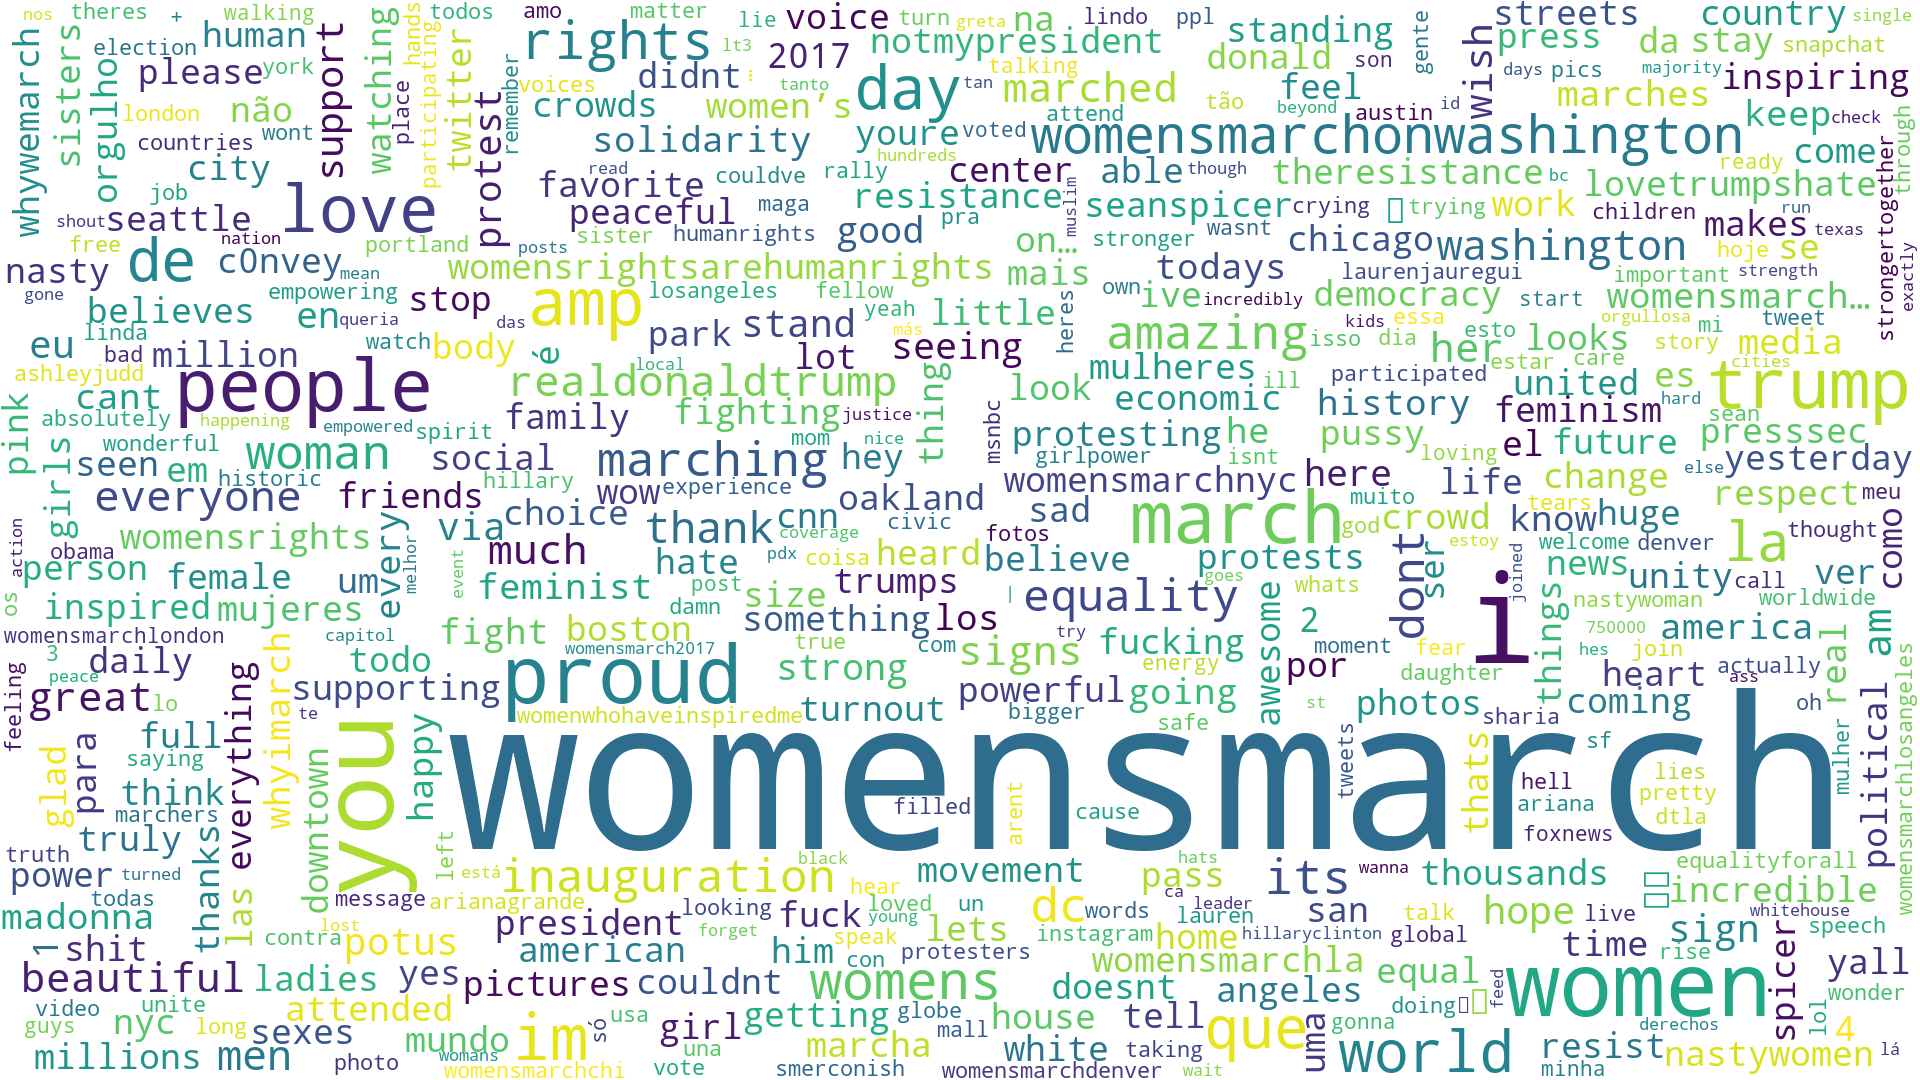 nos theres + walking todos amo matter lie voice turn greta na lindo ppl gente streets country single
whywemarch sisters election human support watching twitter hands participating rights lt3 2017 notmypresident standing donald son wish press da stay snapchat
orgulho please york place remember voices didnt talking day tan marched feel days pics majority inspiring
london não crowds women’s tanto tão attend beyond austin id marches keep check
countries wont protest solidarity youre voted womensmarchonwashington come through
city read couldve rally hundreds center able though theresistance bc ready strongertogether
job love favorite maga resistance muslim seanspicer crying trying work lovetrumpshate children run
shout seattle peaceful pra stronger wasnt chicago washington makes texas
free nation portland sister humanrights good on… hoje se
nasty de c0nvey mean posts womensrightsarehumanrights mais todays laurenjauregui important strength exactly
gone empowering stop amp losangeles fellow own ive incredibly democracy start womensmarch…
believes en queria das yeah little heres kids essa orgullosa mi tweet
eu linda watch body é park stand más amazing isso dia esto looks story media
bad million lot seeing her estar care
ashleyjudd people local realdonaldtrump thing look mulheres ill participated united es trump cities
pink cant family fighting justice economic history feminism hard sean
absolutely happening empowered spirit mom nice msnbc protesting he pussy el future presssec
girls wonderful woman social marching hey girlpower isnt loving else yesterday
seen em historic hillary wow experience oakland womensmarchnyc here life change respect meu
everyone friends choice cnn civic sad muito tears
womensrights every via thank coverage fotos march god crowd know huge la thought como
action obama much hate pdx coisa heard believe protests dont estoy joined welcome denver
person female um melhor event feminist post trumps goes awesome whats ser things news unity call ver
os inspired mujeres damn size | equality i nastywoman worldwide
womensmarchlondon whyimarch capitol fight boston something los try 2 750000 america am
3 daily todo womensmarch2017 true com signs fucking moment fear hes join real womensmarchlosangeles
feeling peace everything supporting proud strong energy por daughter heart actually
great lo te womenwhohaveinspiredme turnout powerful going st photos coming ass political
glad para full you happy bigger safe sharia oh
saying downtown womensmarch tweets thats sf mulher
think hell lies
marchers thanks filled arent cause ariana pretty
truly left foxnews dtla
truth turned las está inauguration black movement hats pass its wanna thousands equalityforall
power message arianagrande hear ca incredible
todas looking loved un dc words leader san talk live whitehouse
madonna 1 lost president fuck young lets instagram lauren home hillaryclinton global hope sign speech
shit contra potus american forget him speak con protesters time rise spicer
beautiful ladies yes pictures couldnt womens doesnt womensmarchla angeles equal feed women yall
video unite attended usa getting globe house tell doing derechos wonder
guys nyc long sexes im só girl mall que uma gonna lol 4
millions men mundo womans una marcha white taking world resist nastywomen lá
photo womensmarchchi vote smerconish womensmarchdenver wait minha